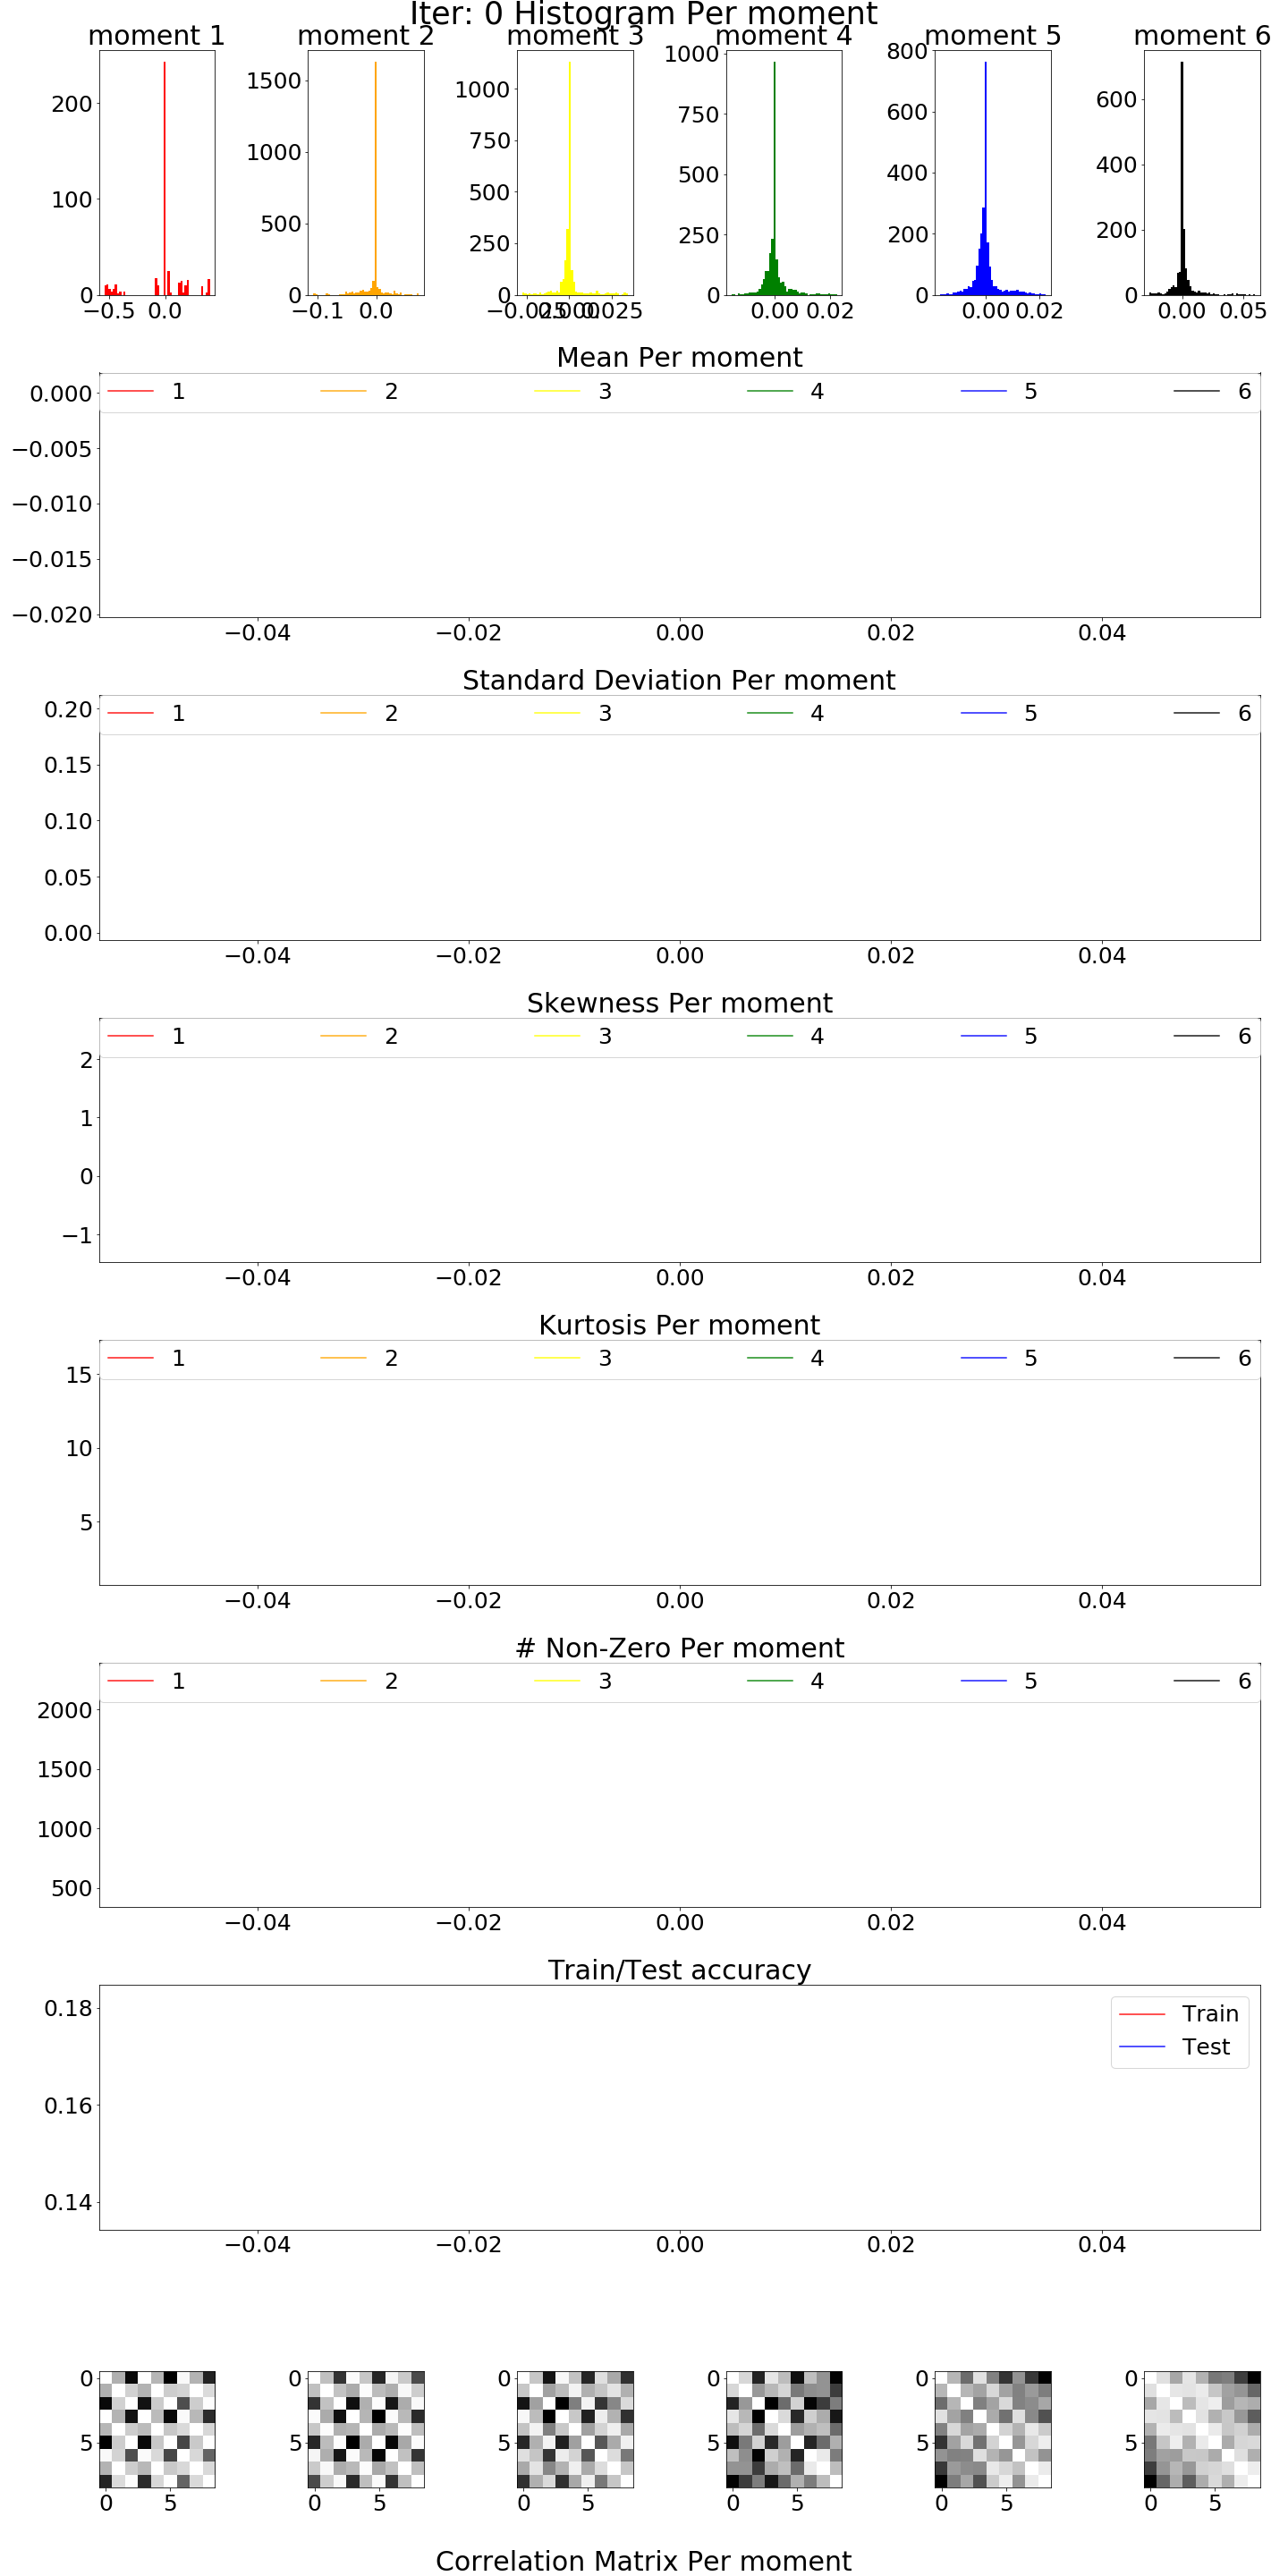 Iter: 0 Histogram Per moment
moment 1 moment 2 moment 3 moment 4 moment 5 moment 6
200
100
0
−0.5 0.0
1500
1000
500
0
−0.1 0.0
1000
750
500
250
0
−0.025 0.000 0.025
1000
750
500
250
0
0.00 0.02
800
600
400
200
0
0.00 0.02
600
400
200
0
0.00 0.05
Mean Per moment
1 2 3 4 5 6
0.000
−0.005
−0.010
−0.015
−0.020
−0.04 −0.02 0.00 0.02 0.04
Standard Deviation Per moment
1 2 3 4 5 6
0.20
0.15
0.10
0.05
0.00
−0.04 −0.02 0.00 0.02 0.04
Skewness Per moment
1 2 3 4 5 6
2
1
0
−1
−0.04 −0.02 0.00 0.02 0.04
Kurtosis Per moment
1 2 3 4 5 6
15
10
5
−0.04 −0.02 0.00 0.02 0.04
# Non-Zero Per moment
1 2 3 4 5 6
2000
1500
1000
500
−0.04 −0.02 0.00 0.02 0.04
Train/Test accuracy
Train
Test
0.18
0.16
0.14
−0.04 −0.02 0.00 0.02 0.04
0 0 0 0 0 0
5 5 5 5 5 5
0 5 0 5 0 5 0 5 0 5 0 5
Correlation Matrix Per moment